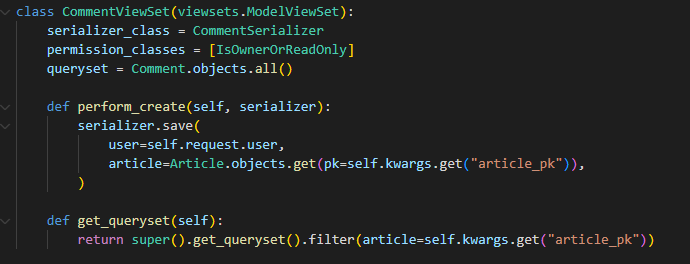 class CommentViewSet(viewsets.ModelViewSet):
    serializer_class = CommentSerializer
    permission_classes = [IsOwnerOrReadOnly]
    queryset = Comment.objects.all()

    def perform_create(self, serializer):
        serializer.save(
            user=self.request.user,
            article=Article.objects.get(pk=self.kwargs.get("article_pk")),
        )

    def get_queryset(self):
        return super().get_queryset().filter(article=self.kwargs.get("article_pk"))